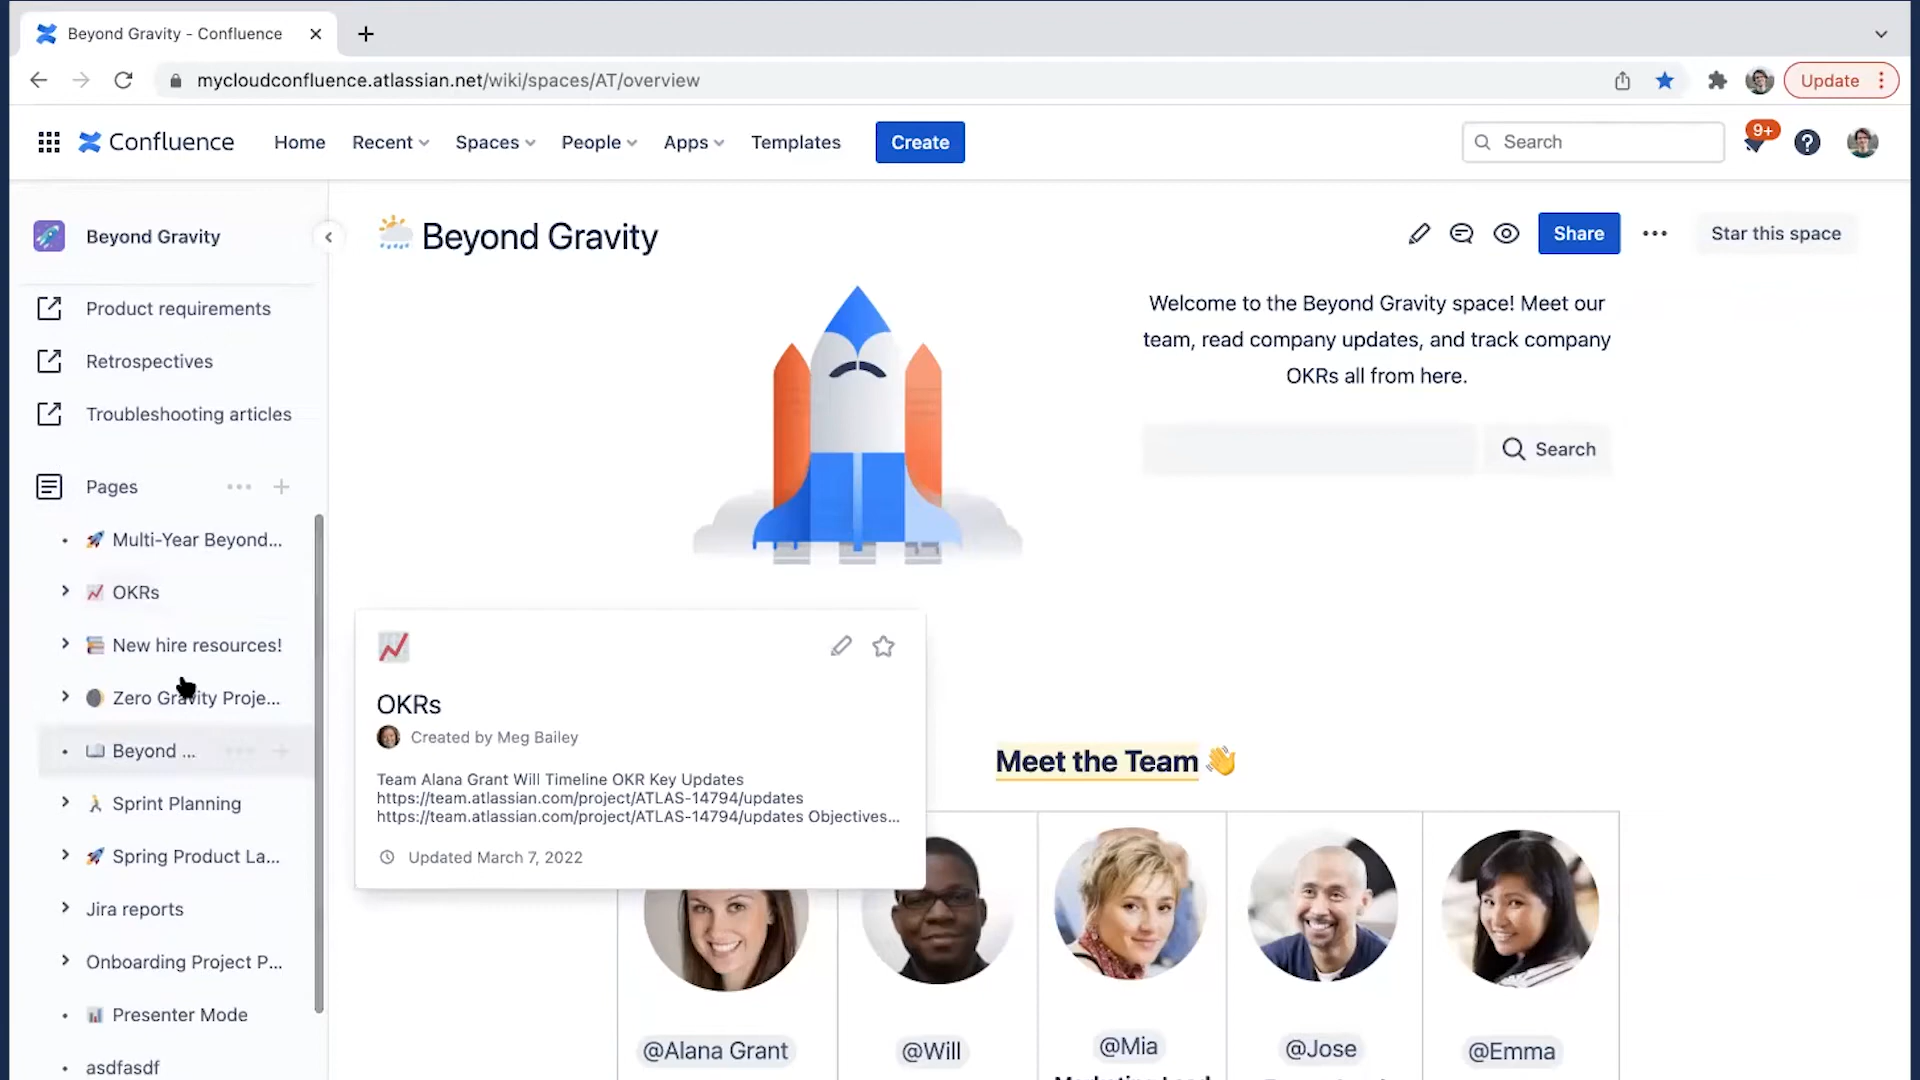 Beyond Gravity - Confluence
mycloudconfluence.atlassian.net/wiki/spaces/AT/overview
Update
Confluence
Home
Recent
Spaces
People
Apps
Templates
Create
Search
9+
Beyond Gravity
Product requirements
Retrospectives
Troubleshooting articles
Pages
Multi-Year Beyond...
OKRs
New hire resources!
Zero Gravity Proje...
Beyond ...
Sprint Planning
Spring Product La...
Jira reports
Onboarding Project P...
Presenter Mode
asdfasdf
Beyond Gravity
Share
Star this space
Welcome to the Beyond Gravity space! Meet our
team, read company updates, and track company
OKRs all from here.
Search
OKRs
Created by Meg Bailey
Team Alana Grant Will Timeline OKR Key Updates
https://team.atlassian.com/project/ATLAS-14794/updates
https://team.atlassian.com/project/ATLAS-14794/updates Objectives...
Updated March 7, 2022
Meet the Team
@Alana Grant
@Will
@Mia
@Jose
@Emma